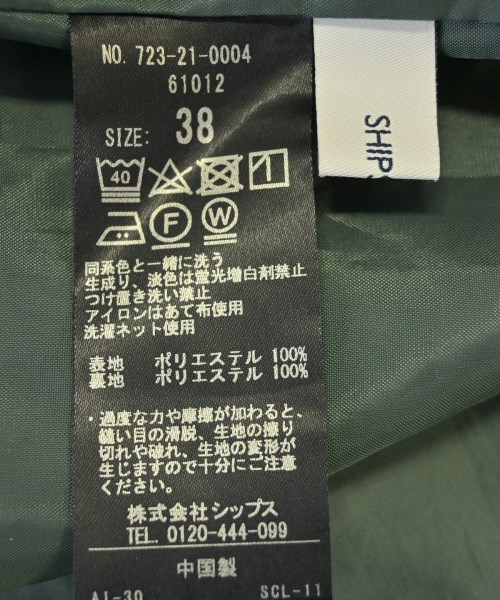 NO. 723-21-0004
61012
SIZE: 38
40
F
W
同系色と一緒に洗う
生成り、淡色は蛍光増白剤禁止
つけ置き洗い禁止
アイロンはあて布使用
洗濯ネット使用
表地 ポリエステル 100%
裏地 ポリエステル 100%
・過度な力や摩擦が加わると、
縫い目の滑脱、生地の擦り
切れや破れ、生地の変形が
生じますので十分にご注意
ください。
株式会社シップス
TEL. 0120-444-099
中国製
AI-30 SCL-11
SHIPS